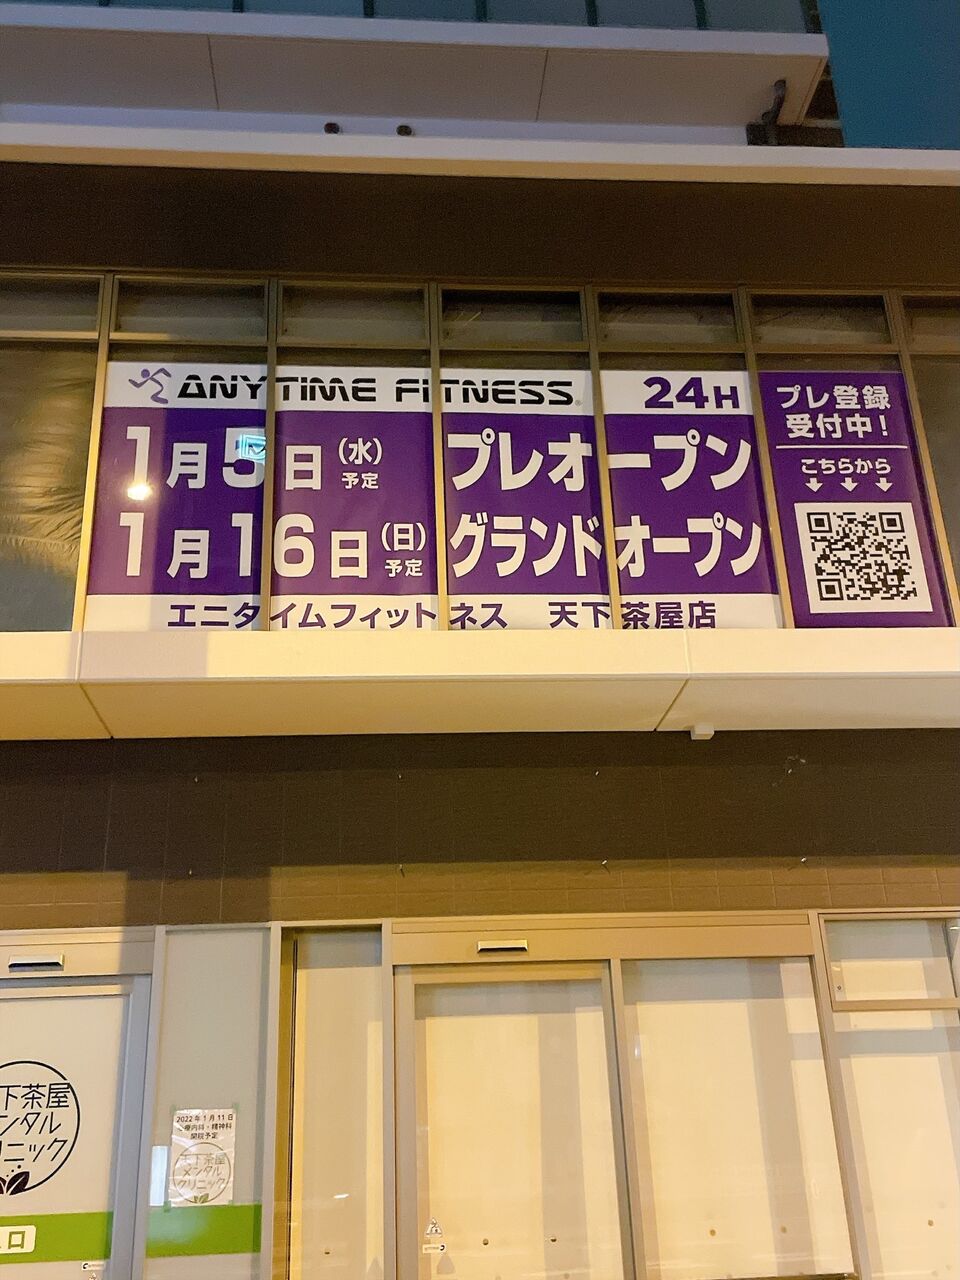 ANYTIME FITNESS® 24H
1月5日(水)予定 プレオープン
1月16日(日)予定 グランドオープン
エニタイムフィットネス 天下茶屋店
プレ登録
受付中!
こちらから
下茶屋
ンタル
リニック
口
2022年1月11日
療内科・精神科
開院予定
下茶屋
メンタル
クリニック